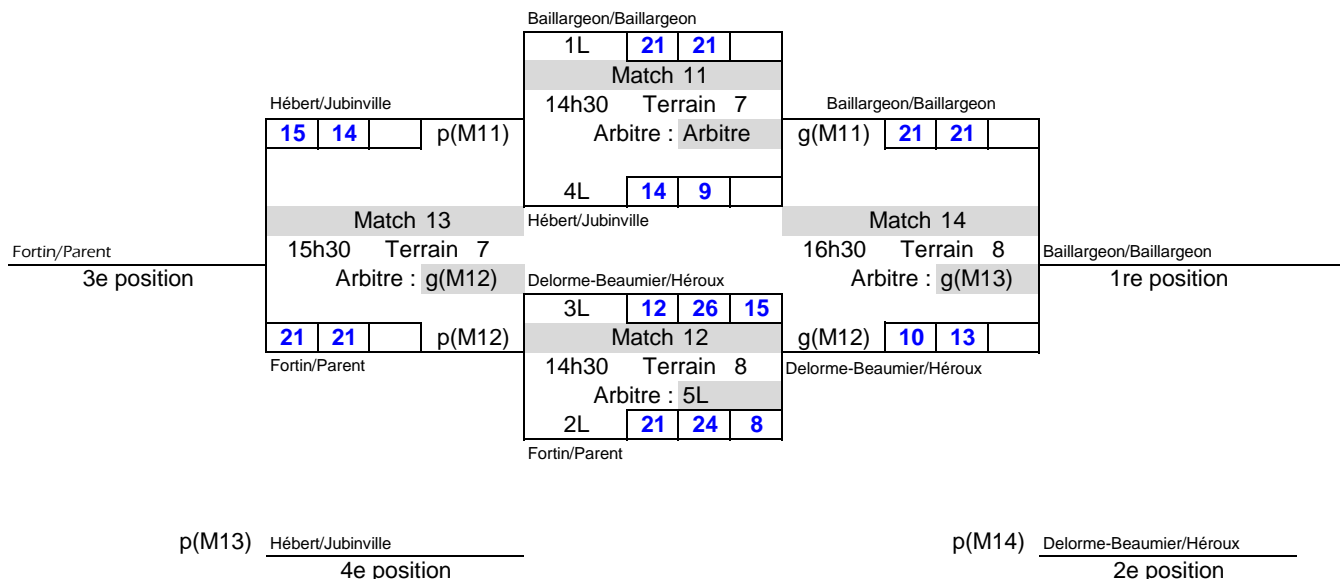 Baillargeon/Baillargeon
1L 21 21
Match 11
Hébert/Jubinville 14h30 Terrain 7 Baillargeon/Baillargeon
15 14 p(M11) Arbitre : Arbitre g(M11) 21 21
4L 14 9
Match 13 Hébert/Jubinville Match 14
Fortin/Parent 15h30 Terrain 7 16h30 Terrain 8 Baillargeon/Baillargeon
3e position Arbitre : g(M12) Delorme-Beaumier/Héroux Arbitre : g(M13) 1re position
3L 12 26 15
21 21 p(M12) Match 12 g(M12) 10 13
Fortin/Parent 14h30 Terrain 8 Delorme-Beaumier/Héroux
Arbitre : 5L
2L 21 24 8
Fortin/Parent
p(M13) Hébert/Jubinville p(M14) Delorme-Beaumier/Héroux
4e position 2e position